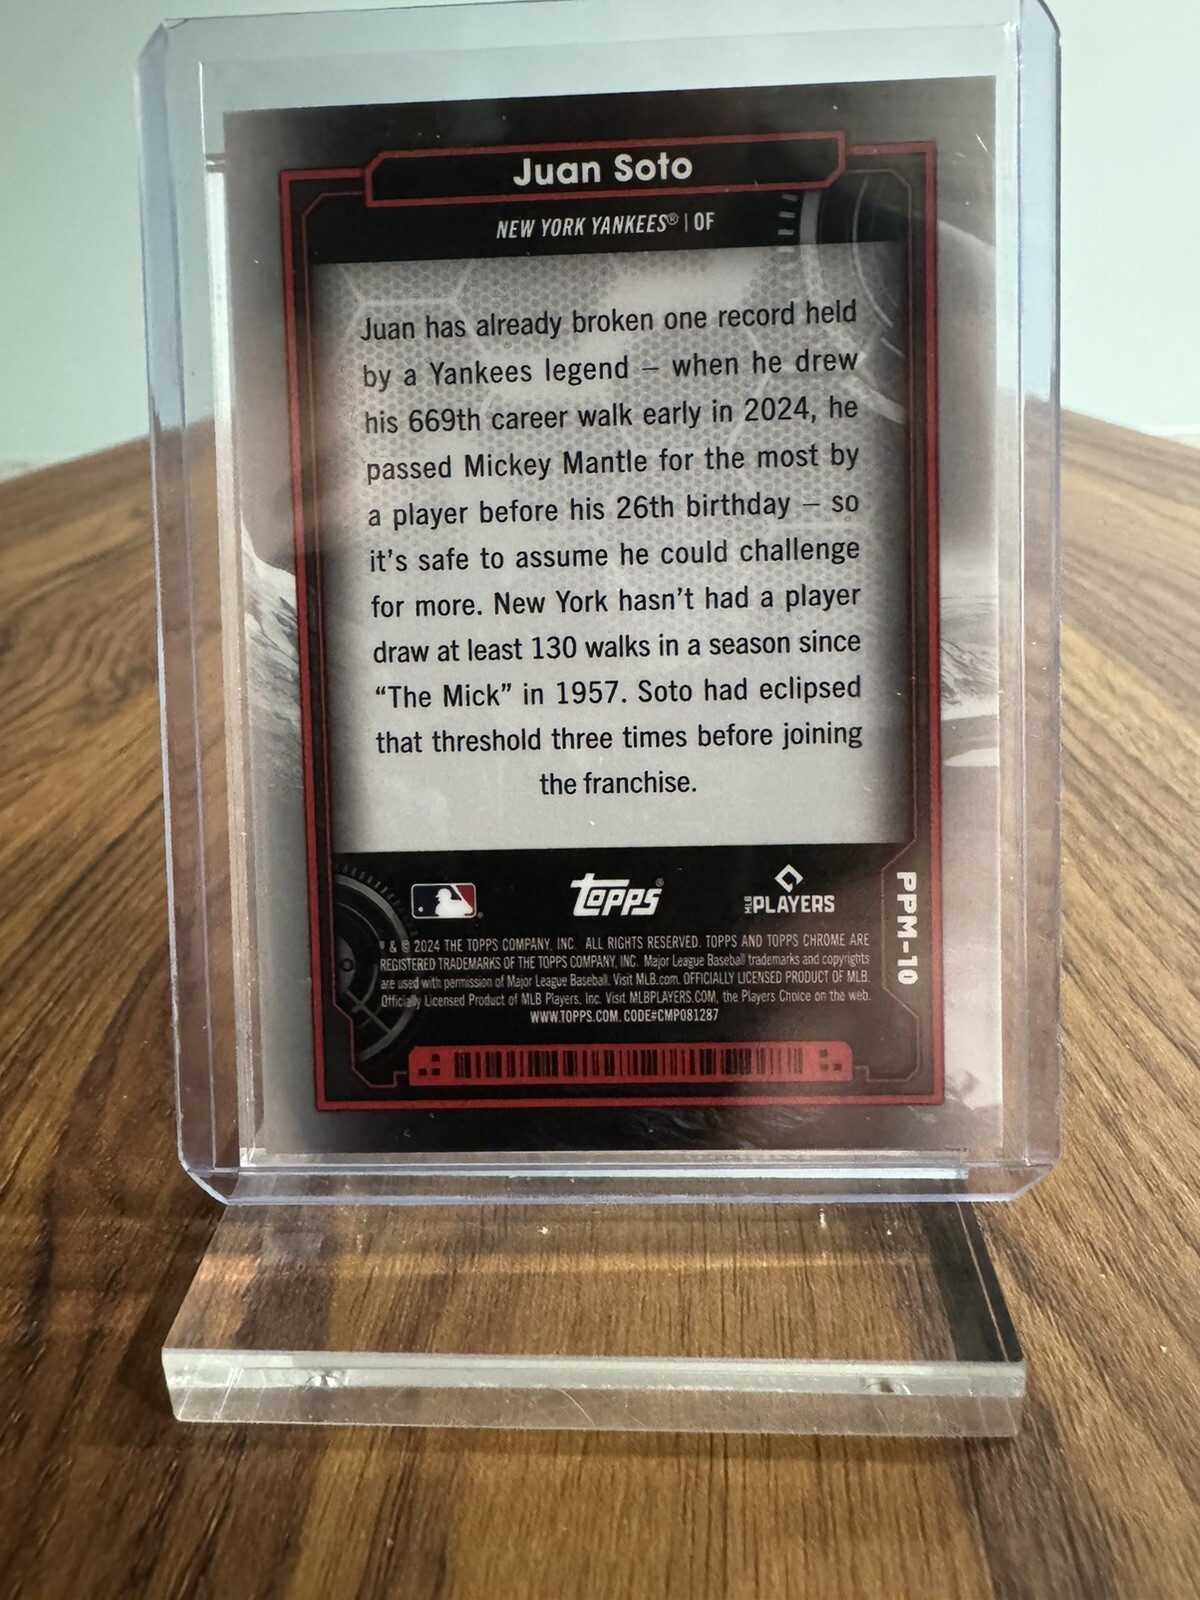 Juan Soto
NEW YORK YANKEES® | OF
Juan has already broken one record held
by a Yankees legend – when he drew
his 669th career walk early in 2024, he
passed Mickey Mantle for the most by
a player before his 26th birthday – so
it's safe to assume he could challenge
for more. New York hasn't had a player
draw at least 130 walks in a season since
“The Mick” in 1957. Soto had eclipsed
that threshold three times before joining
the franchise.
topps®
MLB PLAYERS
PPM-10
® & © 2024 THE TOPPS COMPANY, INC. ALL RIGHTS RESERVED. TOPPS AND TOPPS CHROME ARE
REGISTERED TRADEMARKS OF THE TOPPS COMPANY, INC. Major League Baseball trademarks and copyrights
are used with permission of Major League Baseball. Visit MLB.com. OFFICIALLY LICENSED PRODUCT OF MLB.
Officially Licensed Product of MLB Players, Inc. Visit MLBPLAYERS.COM, the Players Choice on the web.
WWW.TOPPS.COM. CODE#CMP081287